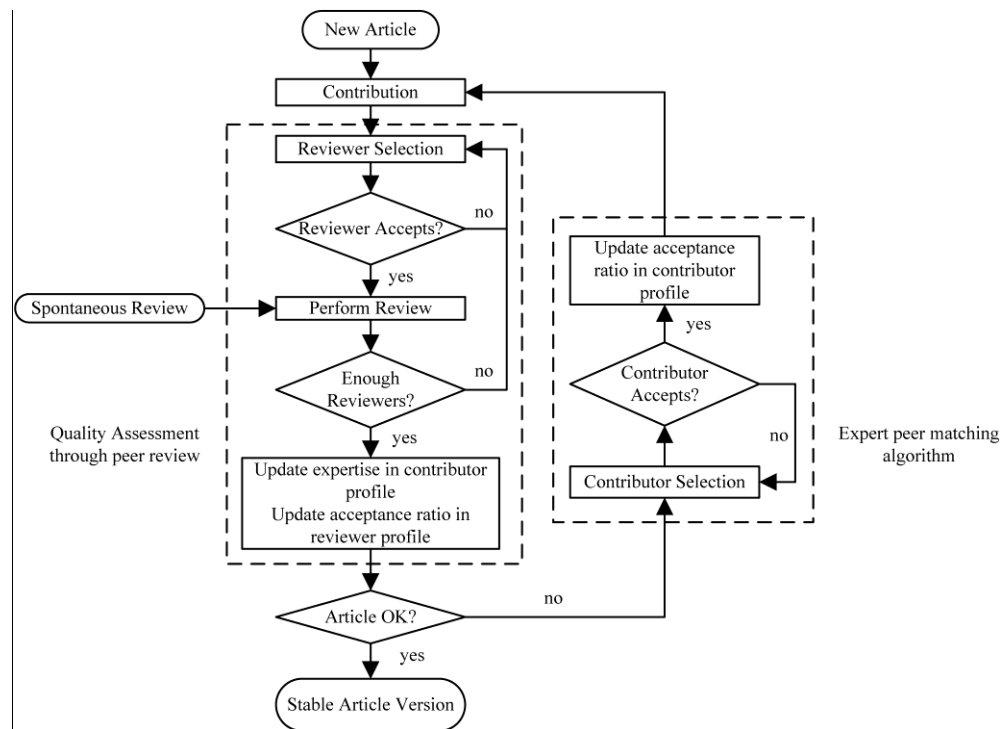 New Article
Contribution
Reviewer Selection
Reviewer Accepts?
no
yes
Spontaneous Review
Perform Review
Enough
Reviewers?
no
yes
Quality Assessment
through peer review
Update expertise in contributor
profile
Update acceptance ratio in
reviewer profile
Article OK?
no
yes
Stable Article Version
Update acceptance
ratio in contributor
profile
yes
Contributor
Accepts?
no
Contributor Selection
Expert peer matching
algorithm